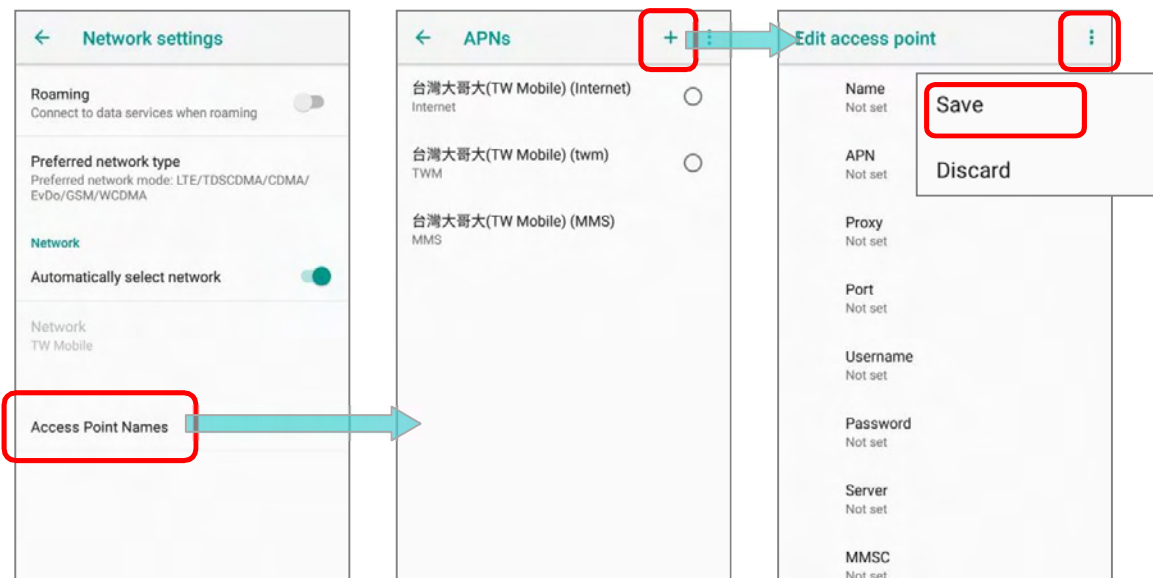 Network settings
Roaming
Connect to data services when roaming
Preferred network type
Preferred network mode: LTE/TDSCDMA/CDMA/
EvDo/GSM/WCDMA
Network
Automatically select network
Network
TW Mobile
Access Point Names
APNs
台灣大哥大(TW Mobile) (Internet)
Internet
台灣大哥大(TW Mobile) (twm)
TWM
台灣大哥大(TW Mobile) (MMS)
MMS
Edit access point
Save
Discard
Name
Not set
APN
Not set
Proxy
Not set
Port
Not set
Username
Not set
Password
Not set
Server
Not set
MMSC
Not set